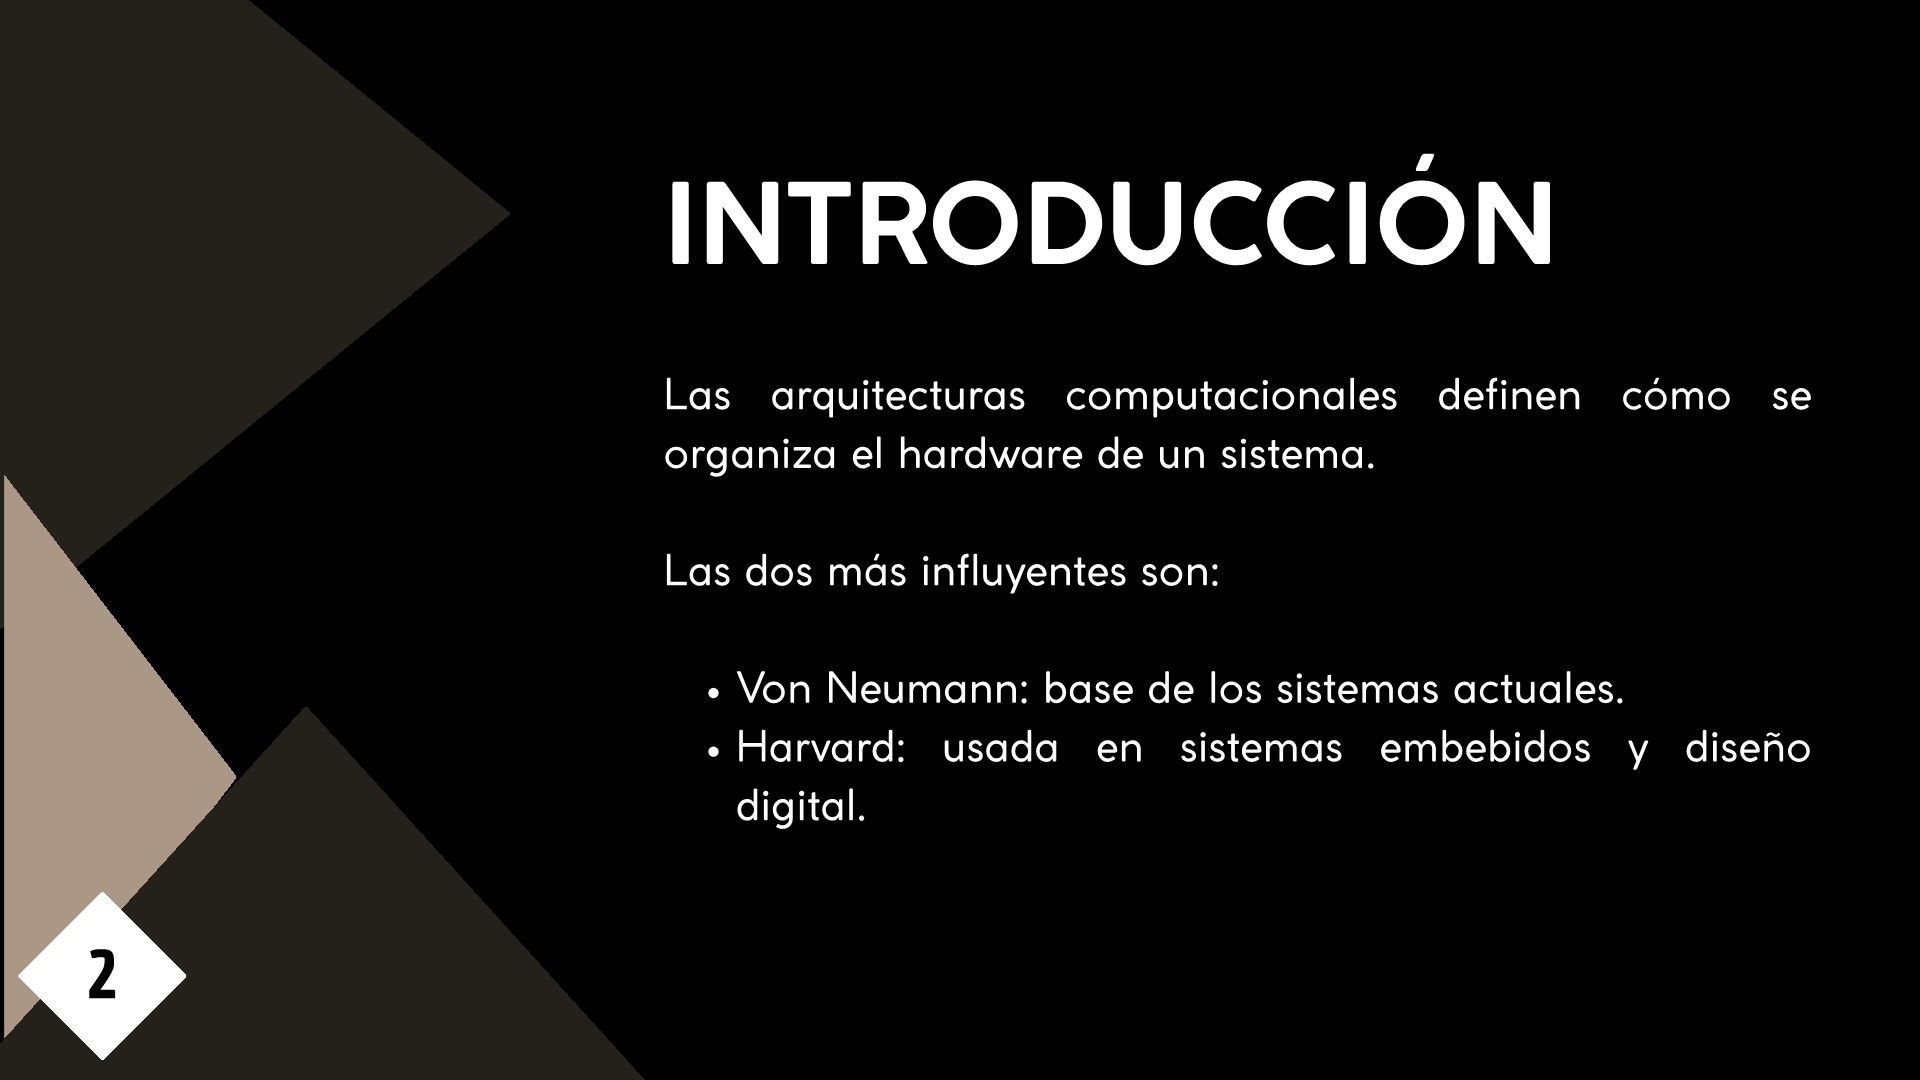 INTRODUCCIÓN
Las arquitecturas computacionales definen cómo se
organiza el hardware de un sistema.
Las dos más influyentes son:
• Von Neumann: base de los sistemas actuales.
• Harvard: usada en sistemas embebidos y diseño
digital.
2